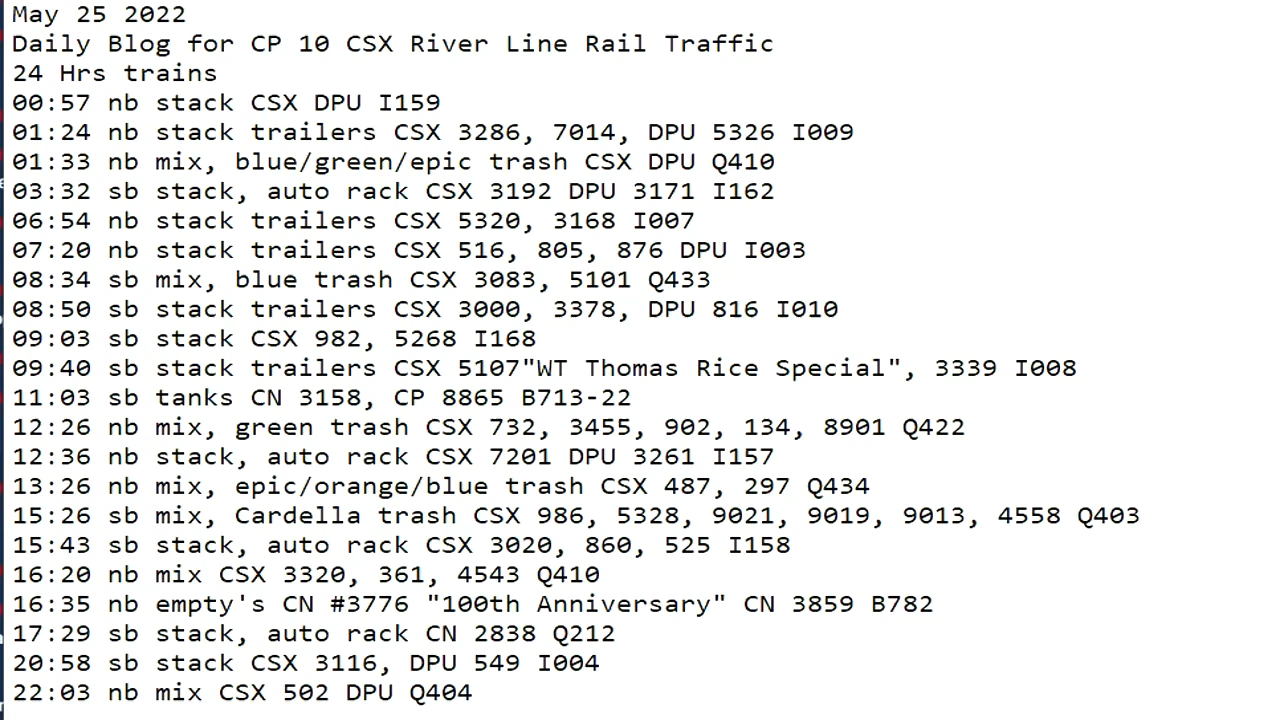 May 25 2022
Daily Blog for CP 10 CSX River Line Rail Traffic
24 Hrs trains
00:57 nb stack CSX DPU I159
01:24 nb stack trailers CSX 3286, 7014, DPU 5326 I009
01:33 nb mix, blue/green/epic trash CSX DPU Q410
03:32 sb stack, auto rack CSX 3192 DPU 3171 I162
06:54 nb stack trailers CSX 5320, 3168 I007
07:20 nb stack trailers CSX 516, 805, 876 DPU I003
08:34 sb mix, blue trash CSX 3083, 5101 Q433
08:50 sb stack trailers CSX 3000, 3378, DPU 816 I010
09:03 sb stack CSX 982, 5268 I168
09:40 sb stack trailers CSX 5107"WT Thomas Rice Special", 3339 I008
11:03 sb tanks CN 3158, CP 8865 B713-22
12:26 nb mix, green trash CSX 732, 3455, 902, 134, 8901 Q422
12:36 nb stack, auto rack CSX 7201 DPU 3261 I157
13:26 nb mix, epic/orange/blue trash CSX 487, 297 Q434
15:26 sb mix, Cardella trash CSX 986, 5328, 9021, 9019, 9013, 4558 Q403
15:43 sb stack, auto rack CSX 3020, 860, 525 I158
16:20 nb mix CSX 3320, 361, 4543 Q410
16:35 nb empty's CN #3776 "100th Anniversary" CN 3859 B782
17:29 sb stack, auto rack CN 2838 Q212
20:58 sb stack CSX 3116, DPU 549 I004
22:03 nb mix CSX 502 DPU Q404